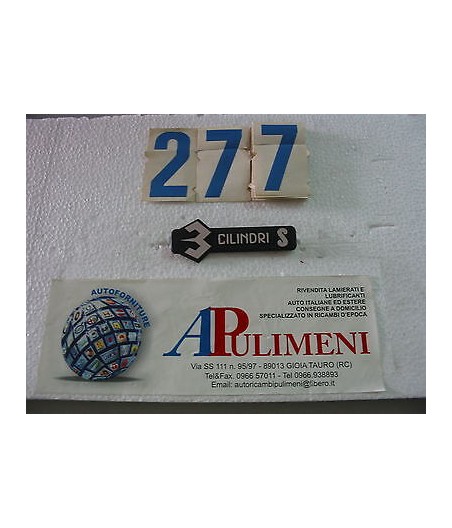 277
3 CILINDRI S
AUTOFORNITURE
APULIMENI
RIVENDITA LAMIERATI E
LUBRIFICANTI
AUTO ITALIANE ED ESTERE
CONSEGNE A DOMICILIO
SPECIALIZZATO IN RICAMBI D'EPOCA
Via SS 111 n. 95/97 - 89013 GIOIA TAURO (RC)
Tel&Fax. 0966 57011 - Tel 0966.938893
Email: autoricambipulimeni@libero.it